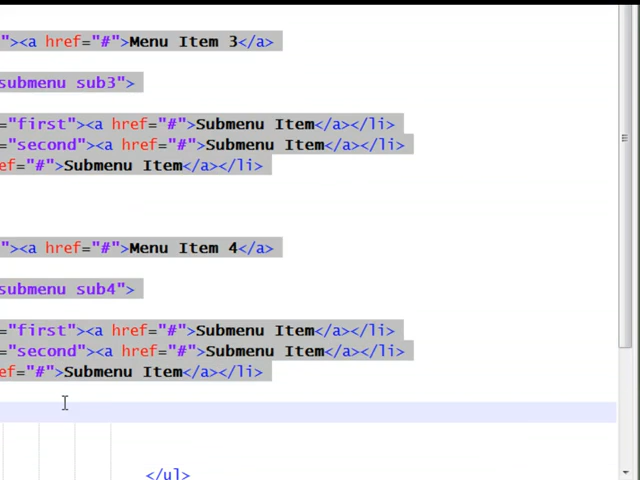 "><a href="#">Menu Item 3</a>
submenu sub3">
="first"><a href="#">Submenu Item</a></li>
="second"><a href="#">Submenu Item</a></li>
ef="#">Submenu Item</a></li>
"><a href="#">Menu Item 4</a>
submenu sub4">
="first"><a href="#">Submenu Item</a></li>
="second"><a href="#">Submenu Item</a></li>
ef="#">Submenu Item</a></li>
</ul>